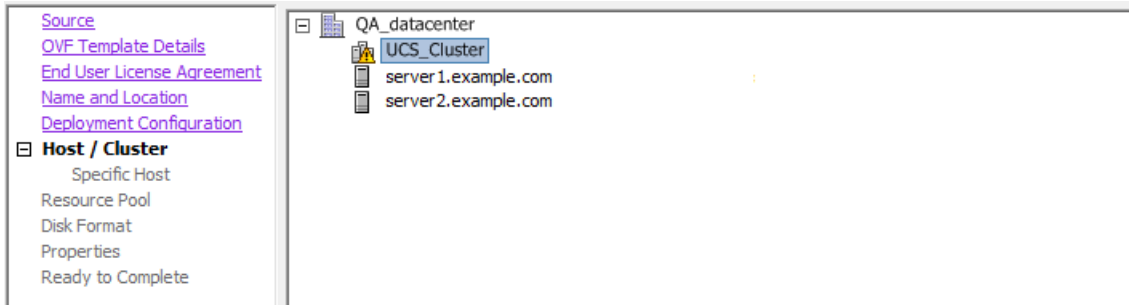 Source
OVF Template Details
End User License Agreement
Name and Location
Deployment Configuration
Host / Cluster
Specific Host
Resource Pool
Disk Format
Properties
Ready to Complete
QA_datacenter
UCS_Cluster
server1.example.com
server2.example.com